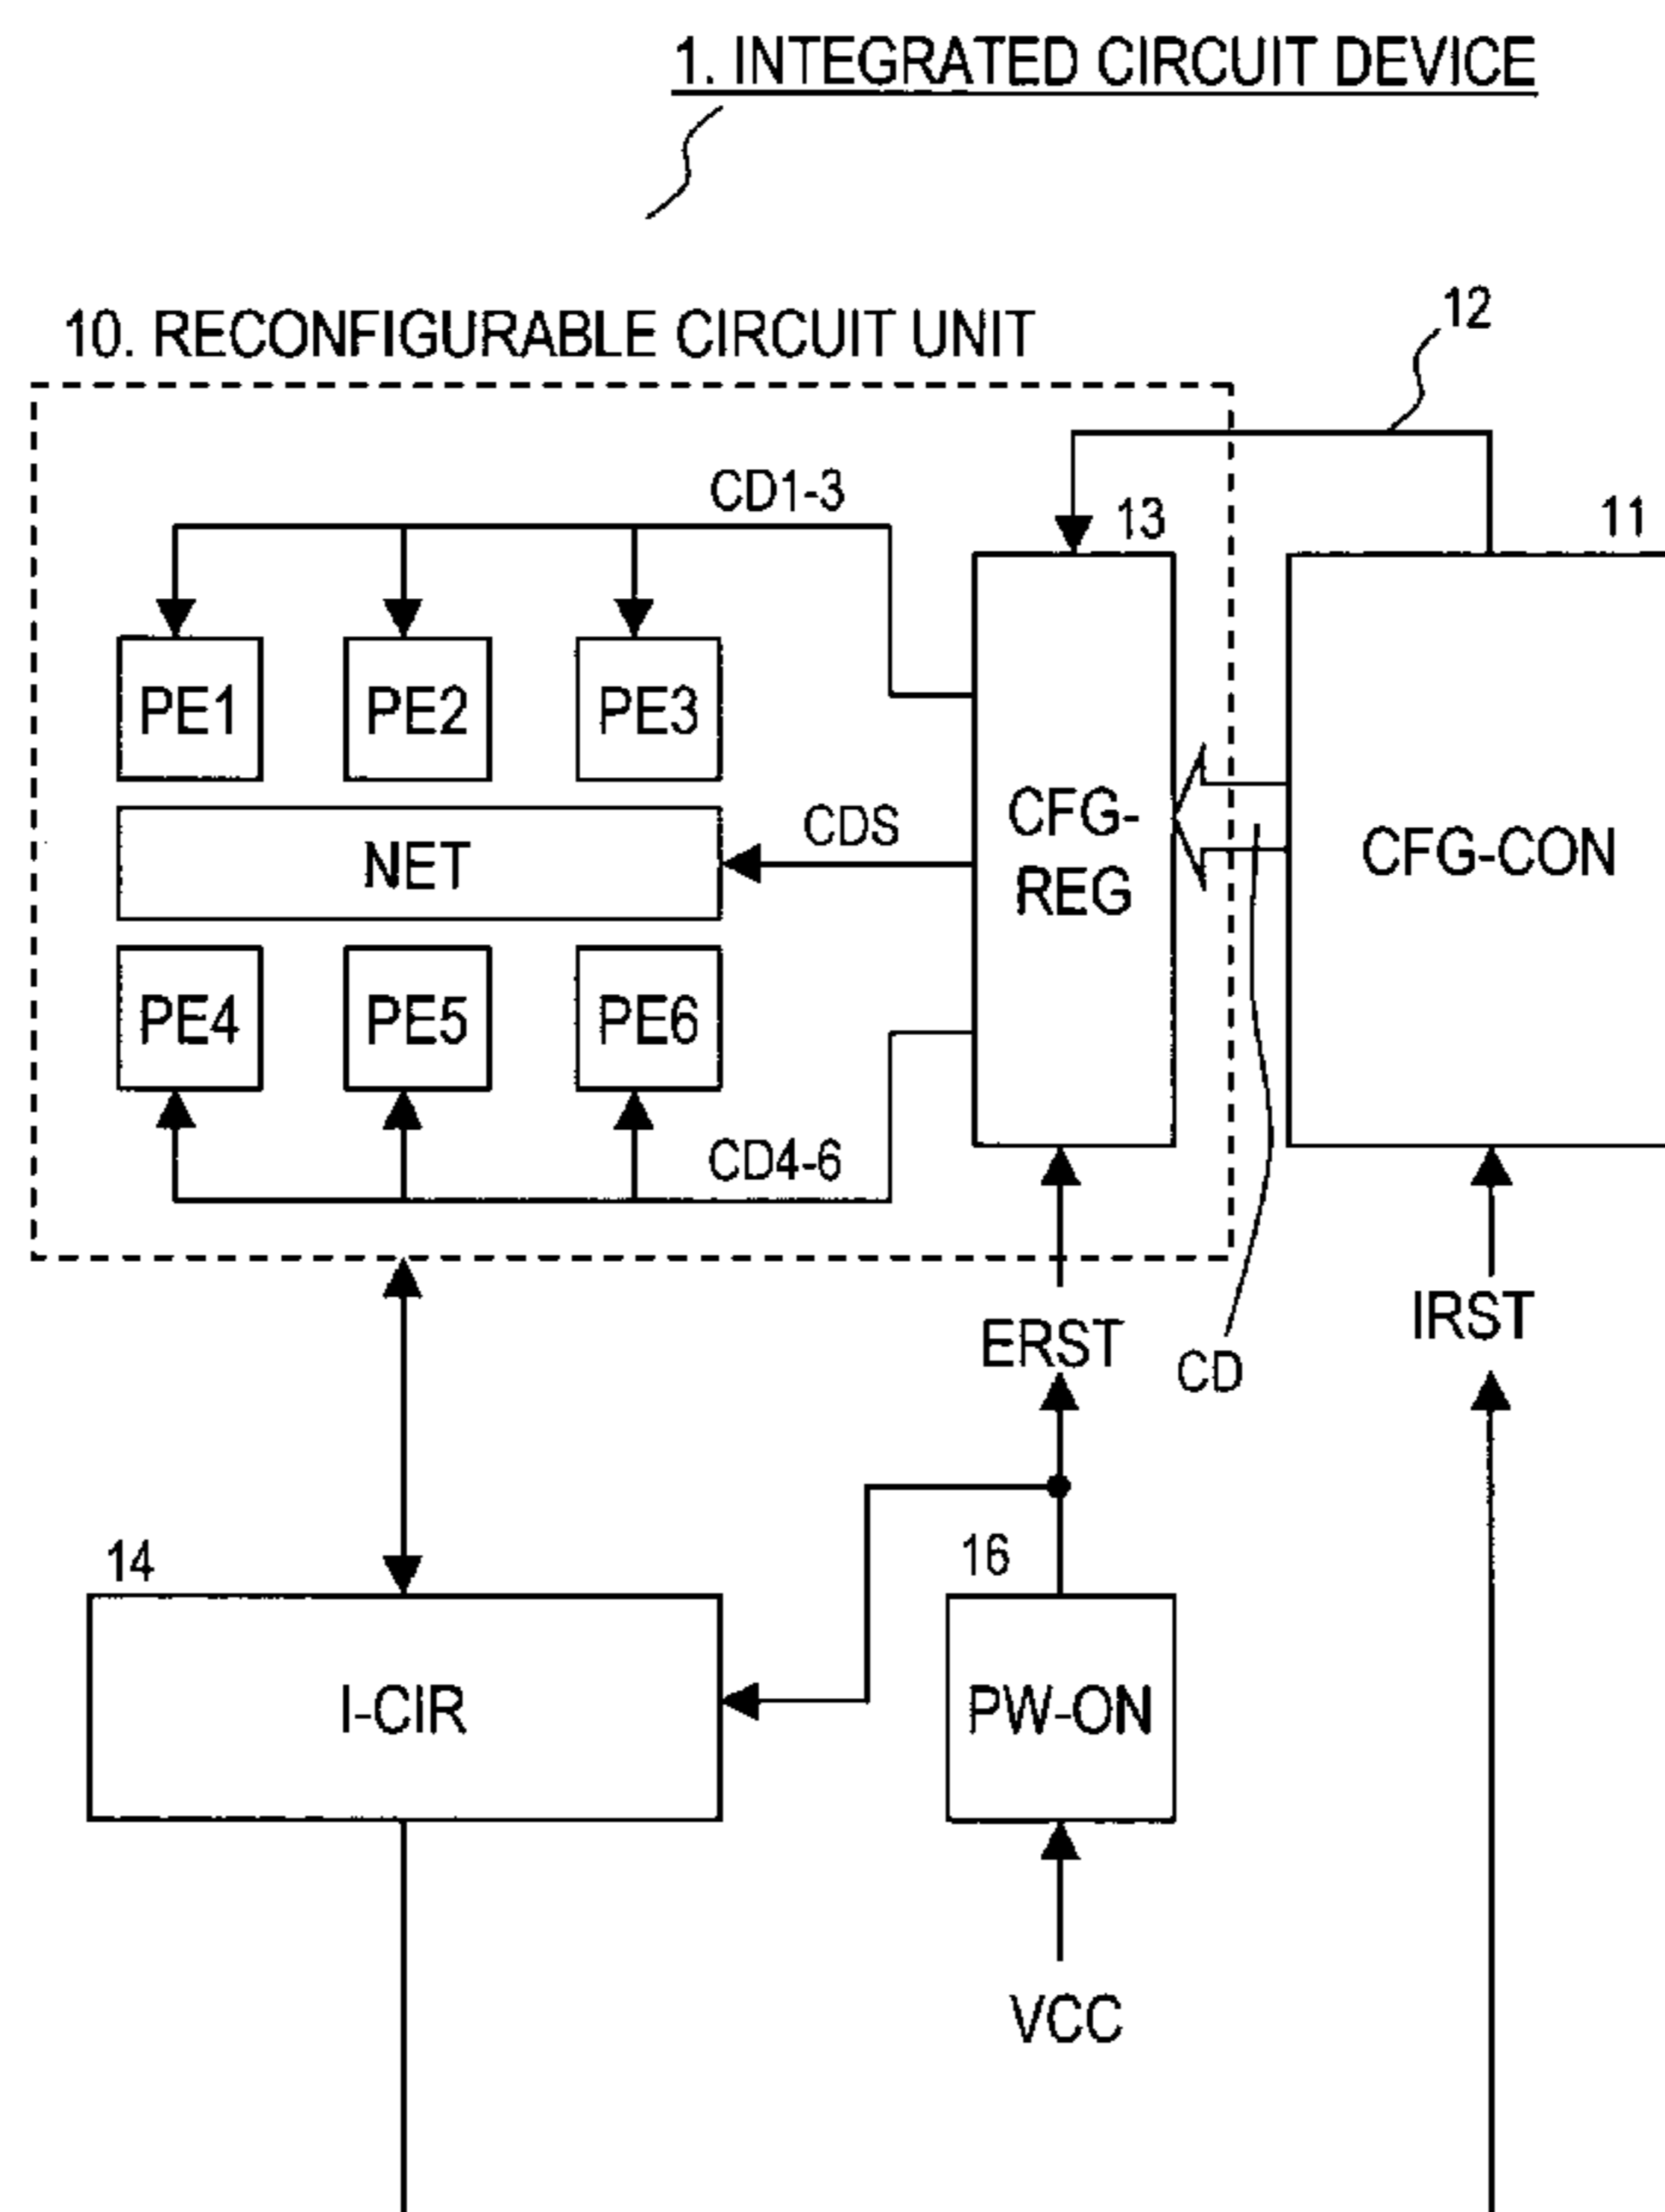 1. INTEGRATED CIRCUIT DEVICE
10. RECONFIGURABLE CIRCUIT UNIT
12
CD1-3
13
11
PE1
PE2
PE3
CFG-
REG
CFG-CON
CDS
NET
PE4
PE5
PE6
CD4-6
ERST
CD
IRST
14
16
I-CIR
PW-ON
VCC